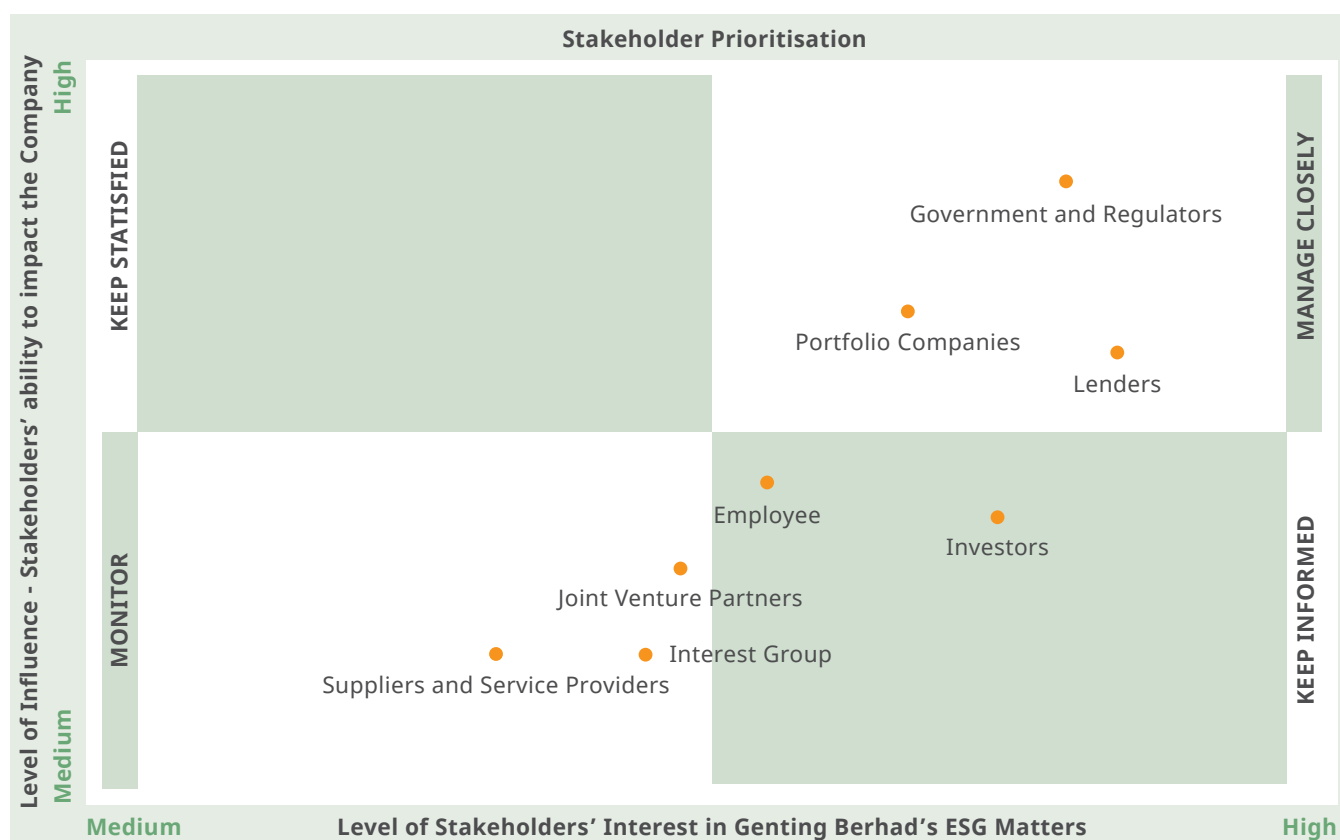 Stakeholder Prioritisation
Level of Influence - Stakeholders’ ability to impact the Company
High
Medium
KEEP STATISFIED
MONITOR
Government and Regulators
Portfolio Companies
Lenders
Employee
Investors
Joint Venture Partners
Interest Group
Suppliers and Service Providers
MANAGE CLOSELY
KEEP INFORMED
Medium
Level of Stakeholders’ Interest in Genting Berhad’s ESG Matters
High